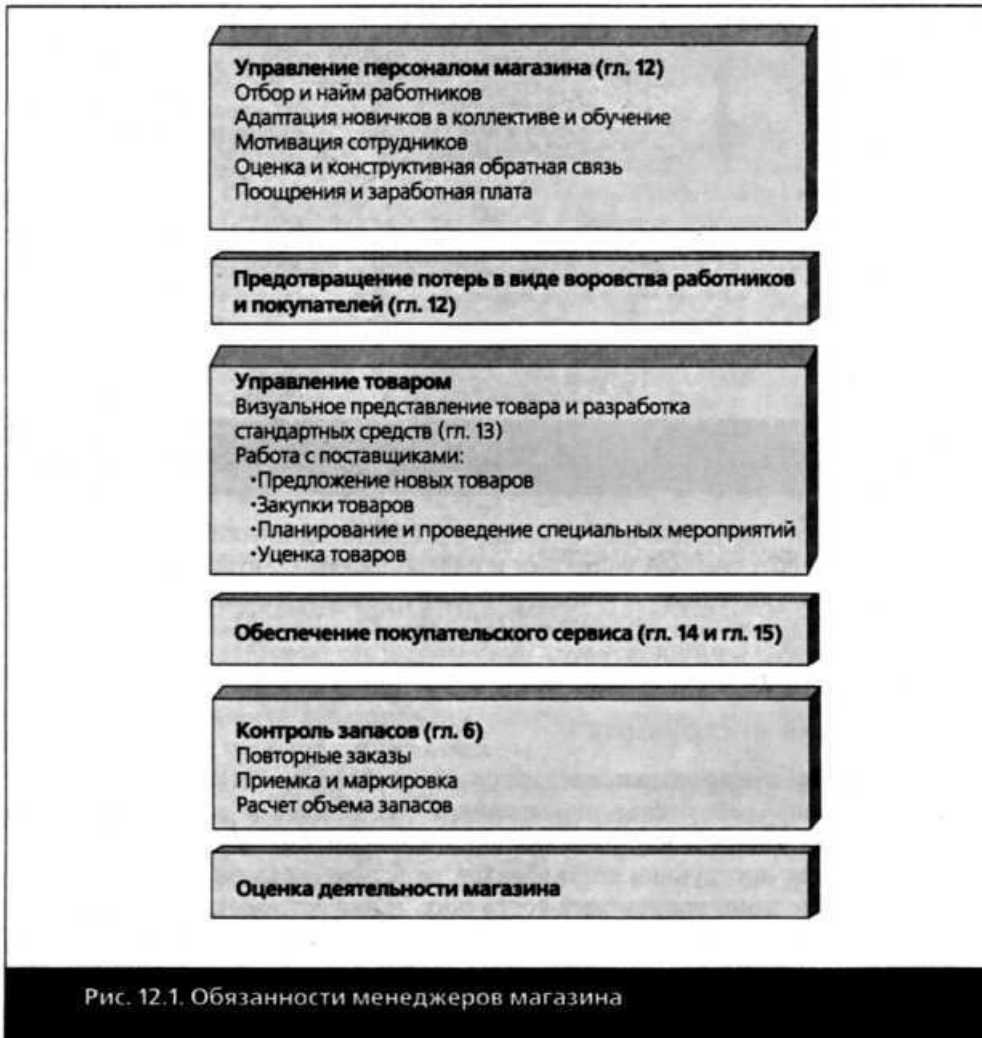 Управление персоналом магазина (гл. 12)
Отбор и найм работников
Адаптация новичков в коллективе и обучение
Мотивация сотрудников
Оценка и конструктивная обратная связь
Поощрения и заработная плата
Предотвращение потерь в виде воровства работников
и покупателей (гл. 12)
Управление товаром
Визуальное представление товара и разработка
стандартных средств (гл. 13)
Работа с поставщиками:
•Предложение новых товаров
•Закупки товаров
•Планирование и проведение специальных мероприятий
•Уценка товаров
Обеспечение покупательского сервиса (гл. 14 и гл. 15)
Контроль запасов (гл. 6)
Повторные заказы
Приемка и маркировка
Расчет объема запасов
Оценка деятельности магазина
Рис. 12.1. Обязанности менеджеров магазина